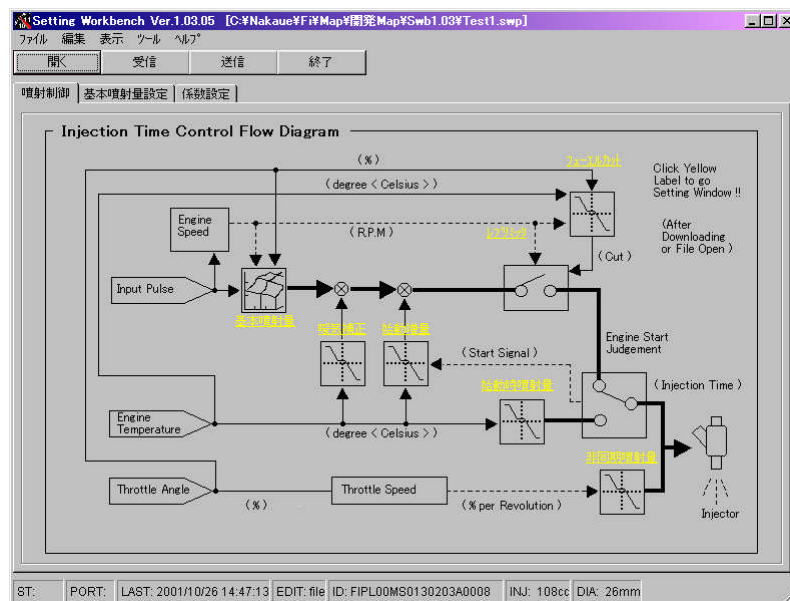 Setting Workbench Ver.1.03.05 [C:¥Nakaue¥Fi¥Map¥開発Map¥Swb1.03¥Test1.swp]
ファイル 編集 表示 ツール ヘルプ
開く 受信 送信 終了
噴射制御 基本噴射量設定 係数設定
Injection Time Control Flow Diagram
(%)
フューエルカット
Click Yellow
Label to go
Setting Window !!
(degree < Celsius >)
Engine
Speed
(R.P.M)
レブリミット
(After
Downloading
or File Open )
(Cut)
Input Pulse
基本噴射量
暖機補正
始動増量
Engine Start
Judgement
(Start Signal)
始動時噴射量
(Injection Time)
Engine
Temperature
(degree < Celsius >)
非同期噴射量
Throttle Angle
(%)
Throttle Speed
(% per Revolution)
Injector
ST: PORT: LAST: 2001/10/26 14:47:13 EDIT: file ID: FIPL00MS0130203A0008 INJ: 108cc DIA: 26mm